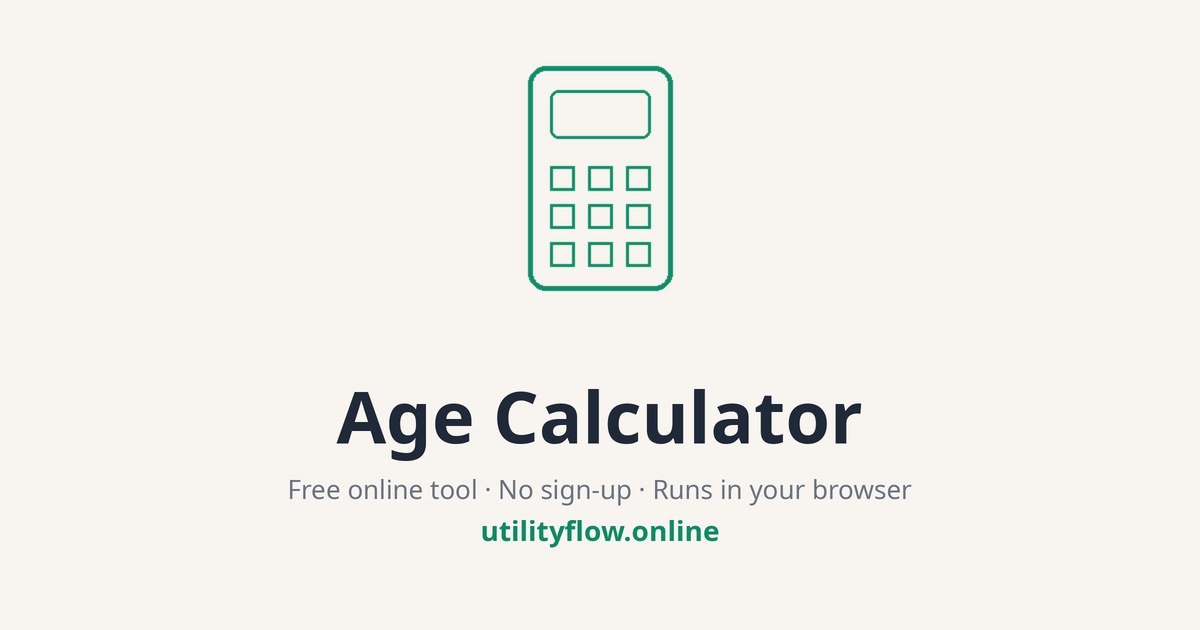 Age Calculator
Free online tool · No sign-up · Runs in your browser
utilityflow.online